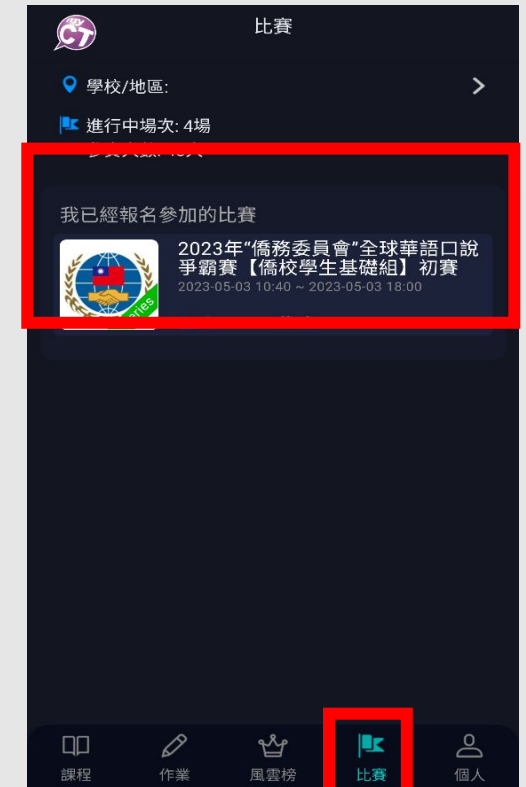 CT
比賽
學校/地區:
進行中場次: 4場
我已經報名參加的比賽
2023年“僑務委員會”全球華語口說
爭霸賽【僑校學生基礎組】初賽
2023-05-03 10:40 ~ 2023-05-03 18:00
課程 作業 風雲榜 比賽 個人